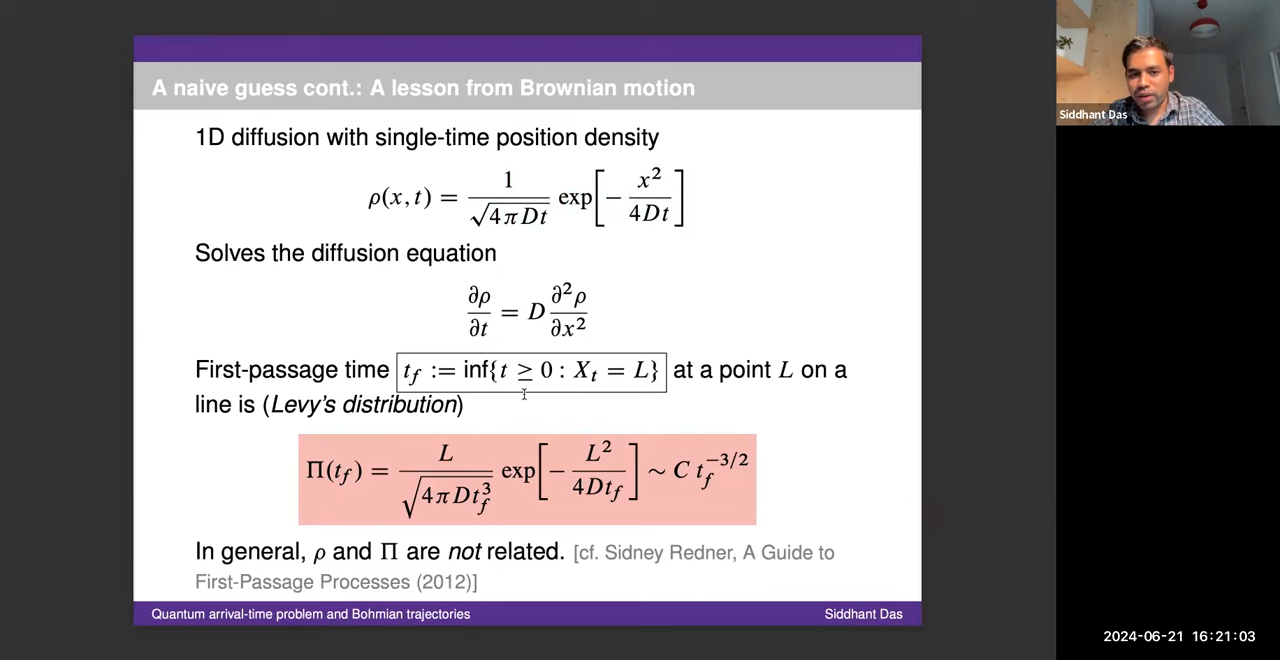 A naive guess cont.: A lesson from Brownian motion
Siddhant Das
1D diffusion with single-time position density
ρ(x, t) = 1/√(4πDt) exp[− x²/4Dt]
Solves the diffusion equation
∂ρ/∂t = D ∂²ρ/∂x²
First-passage time t_f := inf{t ≥ 0 : X_t = L} at a point L on a
line is (Levy's distribution)
Π(t_f) = L/√(4πDt_f³) exp[− L²/4Dt_f] ~ C t_f^(−3/2)
In general, ρ and Π are not related. [cf. Sidney Redner, A Guide to
First-Passage Processes (2012)]
Quantum arrival-time problem and Bohmian trajectories
Siddhant Das
2024-06-21 16:21:03